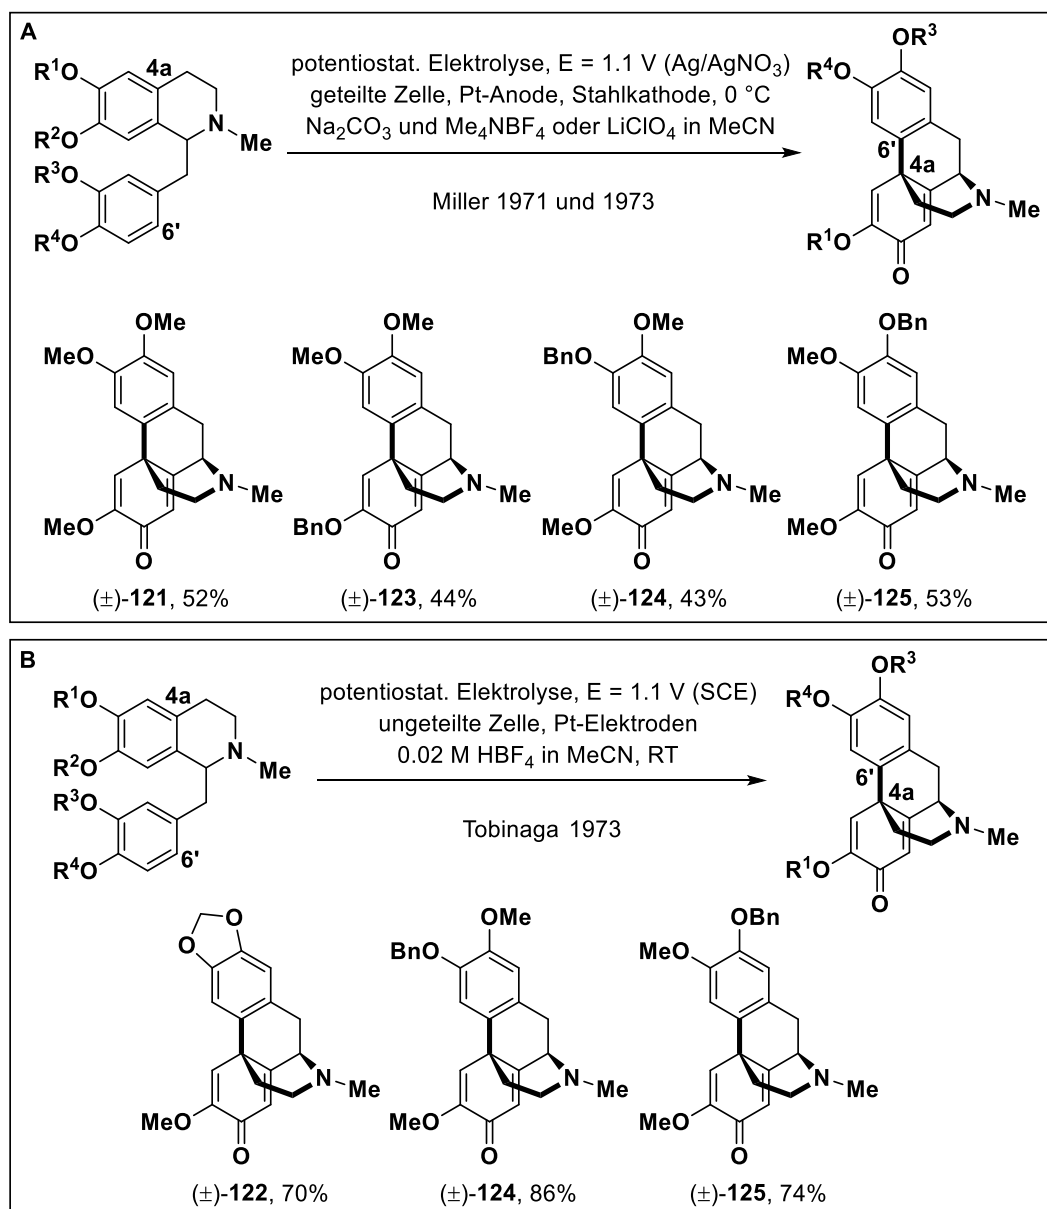 A
R¹O
4a
R²O
N
Me
R³O
R⁴O
6'
potentiostat. Elektrolyse, E = 1.1 V (Ag/AgNO₃)
geteilte Zelle, Pt-Anode, Stahlkathode, 0 °C
Na₂CO₃ und Me₄NBF₄ oder LiClO₄ in MeCN
Miller 1971 und 1973
OR³
R⁴O
6'
4a
N
Me
R¹O
O
OMe
MeO
N
Me
MeO
O
(±)-121, 52%
OMe
MeO
N
Me
BnO
O
(±)-123, 44%
OMe
BnO
N
Me
MeO
O
(±)-124, 43%
OBn
MeO
N
Me
MeO
O
(±)-125, 53%
B
R¹O
4a
R²O
N
Me
R³O
R⁴O
6'
potentiostat. Elektrolyse, E = 1.1 V (SCE)
ungeteilte Zelle, Pt-Elektroden
0.02 M HBF₄ in MeCN, RT
Tobinaga 1973
OR³
R⁴O
6'
4a
N
Me
R¹O
O
O
O
N
Me
MeO
O
(±)-122, 70%
OMe
BnO
N
Me
MeO
O
(±)-124, 86%
OBn
MeO
N
Me
MeO
O
(±)-125, 74%